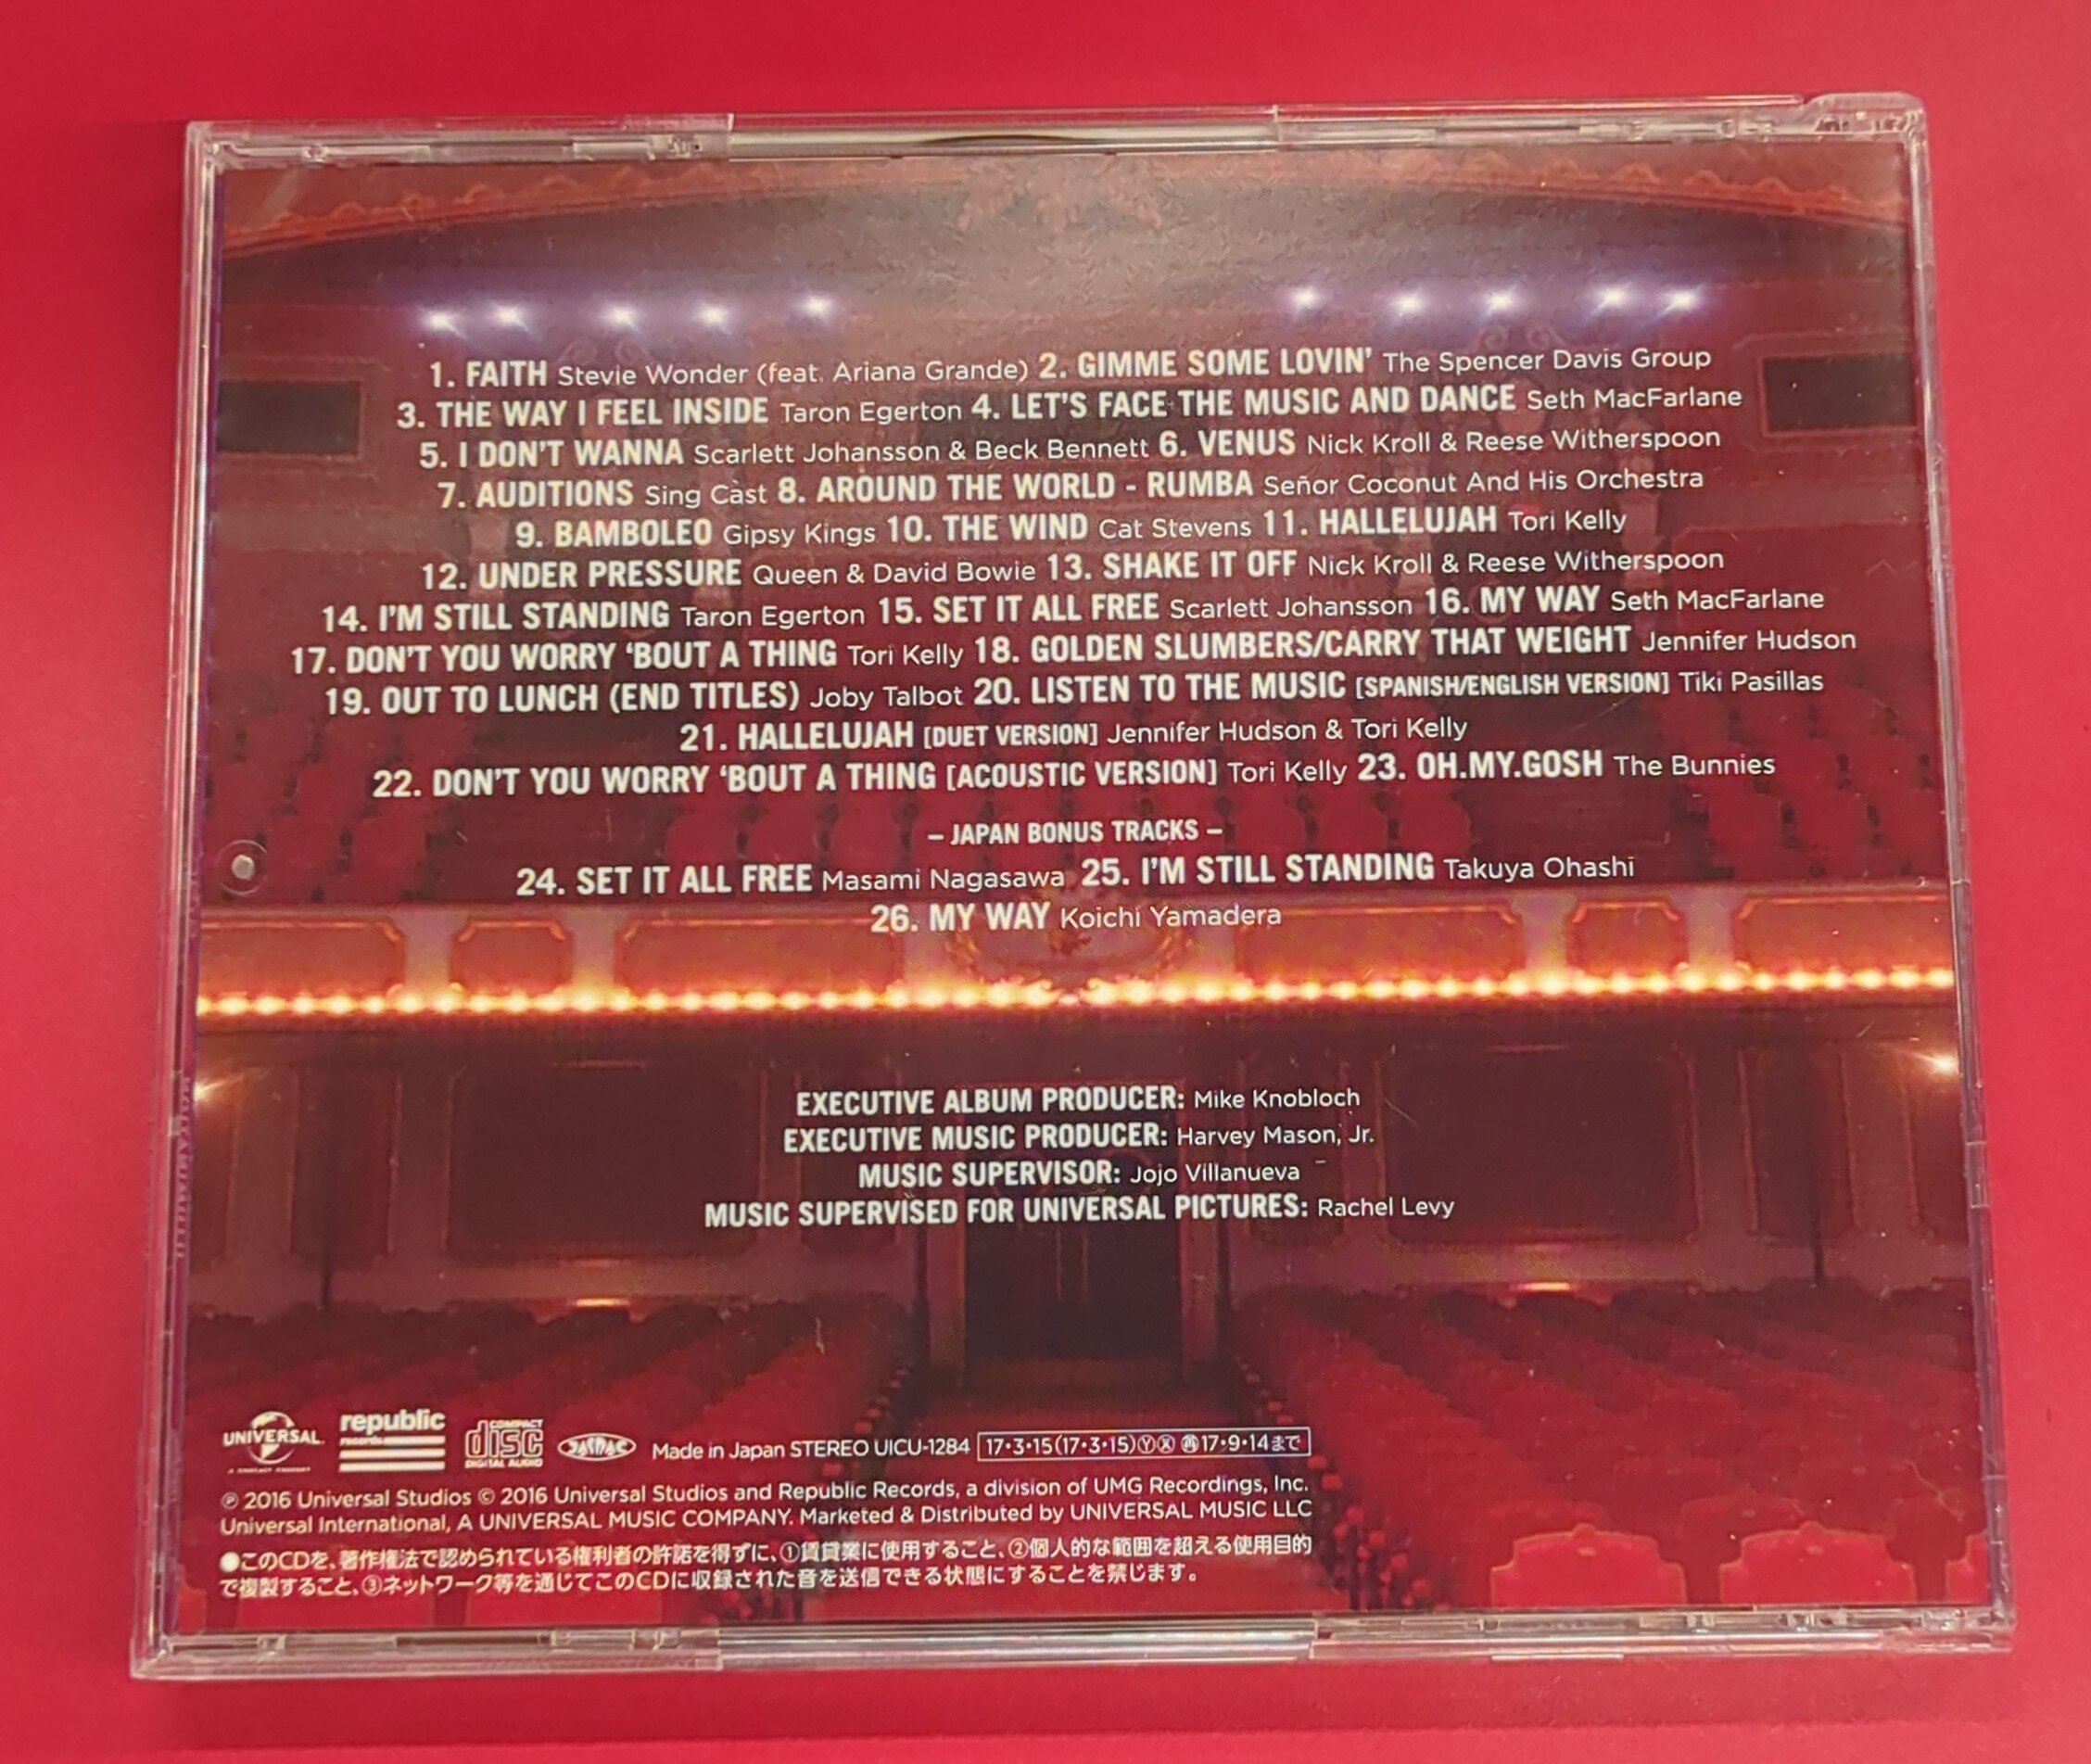 1. FAITH Stevie Wonder (feat. Ariana Grande) 2. GIMME SOME LOVIN' The Spencer Davis Group
3. THE WAY I FEEL INSIDE Taron Egerton 4. LET'S FACE THE MUSIC AND DANCE Seth MacFarlane
5. I DON'T WANNA Scarlett Johansson & Beck Bennett 6. VENUS Nick Kroll & Reese Witherspoon
7. AUDITIONS Sing Cast 8. AROUND THE WORLD - RUMBA Señor Coconut And His Orchestra
9. BAMBOLEO Gipsy Kings 10. THE WIND Cat Stevens 11. HALLELUJAH Tori Kelly
12. UNDER PRESSURE Queen & David Bowie 13. SHAKE IT OFF Nick Kroll & Reese Witherspoon
14. I'M STILL STANDING Taron Egerton 15. SET IT ALL FREE Scarlett Johansson 16. MY WAY Seth MacFarlane
17. DON'T YOU WORRY 'BOUT A THING Tori Kelly 18. GOLDEN SLUMBERS/CARRY THAT WEIGHT Jennifer Hudson
19. OUT TO LUNCH (END TITLES) Joby Talbot 20. LISTEN TO THE MUSIC [SPANISH/ENGLISH VERSION] Tiki Pasillas
21. HALLELUJAH [DUET VERSION] Jennifer Hudson & Tori Kelly
22. DON'T YOU WORRY 'BOUT A THING [ACOUSTIC VERSION] Tori Kelly 23. OH.MY.GOSH The Bunnies
– JAPAN BONUS TRACKS –
24. SET IT ALL FREE Masami Nagasawa 25. I'M STILL STANDING Takuya Ohashi
26. MY WAY Koichi Yamadera
EXECUTIVE ALBUM PRODUCER: Mike Knobloch
EXECUTIVE MUSIC PRODUCER: Harvey Mason, Jr.
MUSIC SUPERVISOR: Jojo Villanueva
MUSIC SUPERVISED FOR UNIVERSAL PICTURES: Rachel Levy
UNIVERSAL republic records COMPACT disc DIGITAL AUDIO JASRAC Made in Japan STEREO UICU-1284 17・3・15(17・3・15)Ⓨ Ⓧ 17・9・14まで
℗ 2016 Universal Studios © 2016 Universal Studios and Republic Records, a division of UMG Recordings, Inc.
Universal International, A UNIVERSAL MUSIC COMPANY. Marketed & Distributed by UNIVERSAL MUSIC LLC
●このCDを、著作権法で認められている権利者の許諾を得ずに、①賃貸業に使用すること、②個人的な範囲を超える使用目的
で複製すること、③ネットワーク等を通じてこのCDに収録された音を送信できる状態にすることを禁じます。